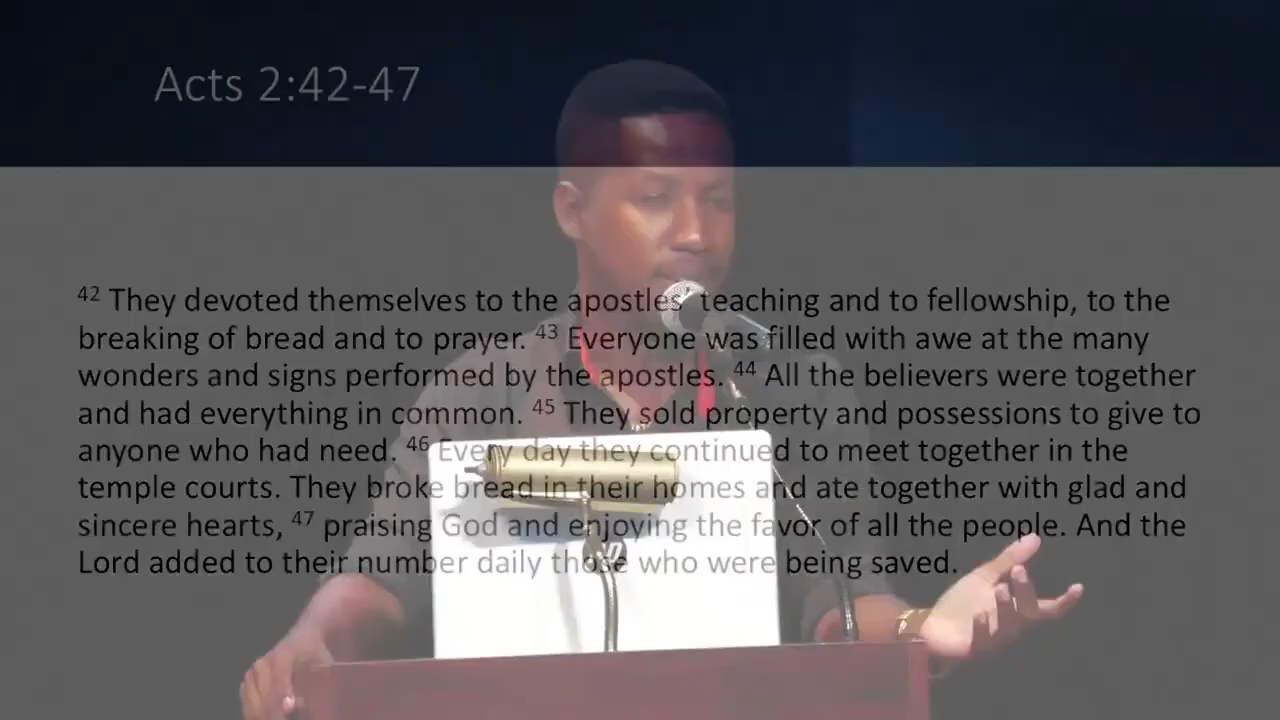 Acts 2:42-47
⁴² They devoted themselves to the apostles’ teaching and to fellowship, to the
breaking of bread and to prayer. ⁴³ Everyone was filled with awe at the many
wonders and signs performed by the apostles. ⁴⁴ All the believers were together
and had everything in common. ⁴⁵ They sold property and possessions to give to
anyone who had need. ⁴⁶ Every day they continued to meet together in the
temple courts. They broke bread in their homes and ate together with glad and
sincere hearts, ⁴⁷ praising God and enjoying the favor of all the people. And the
Lord added to their number daily those who were being saved.
hp